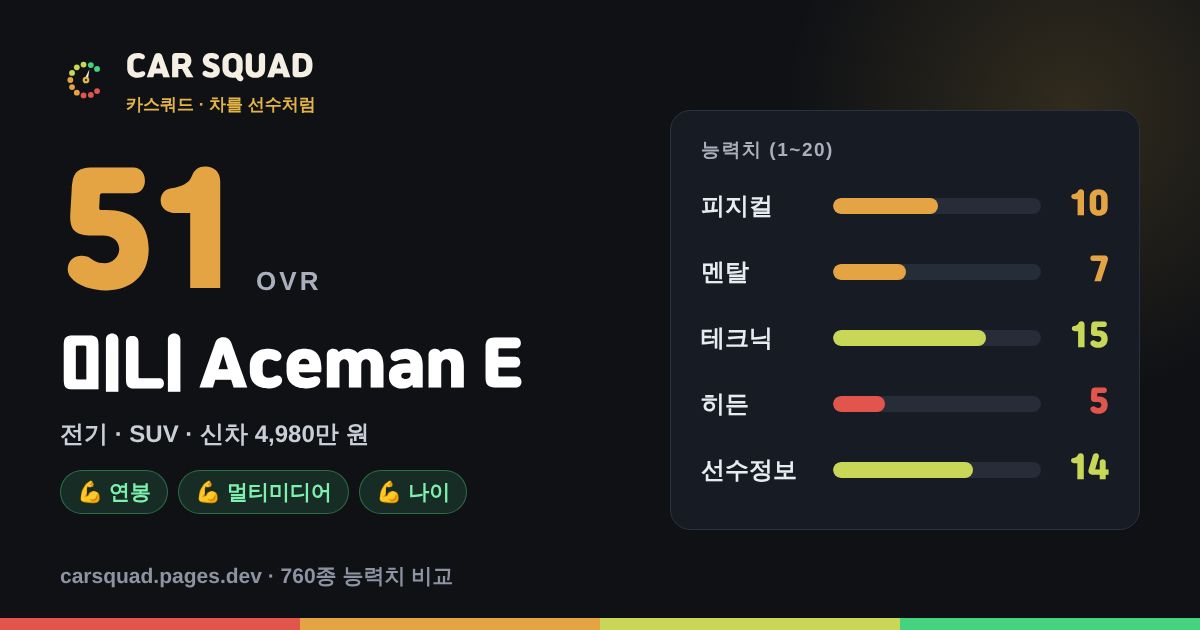 CAR SQUAD
카스쿼드 · 차를 선수처럼
51 OVR
미니 Aceman E
전기 · SUV · 신차 4,980만 원
💪 연봉 💪 멀티미디어 💪 나이
carsquad.pages.dev · 760종 능력치 비교
능력치 (1~20)
피지컬 10
멘탈 7
테크닉 15
히든 5
선수정보 14